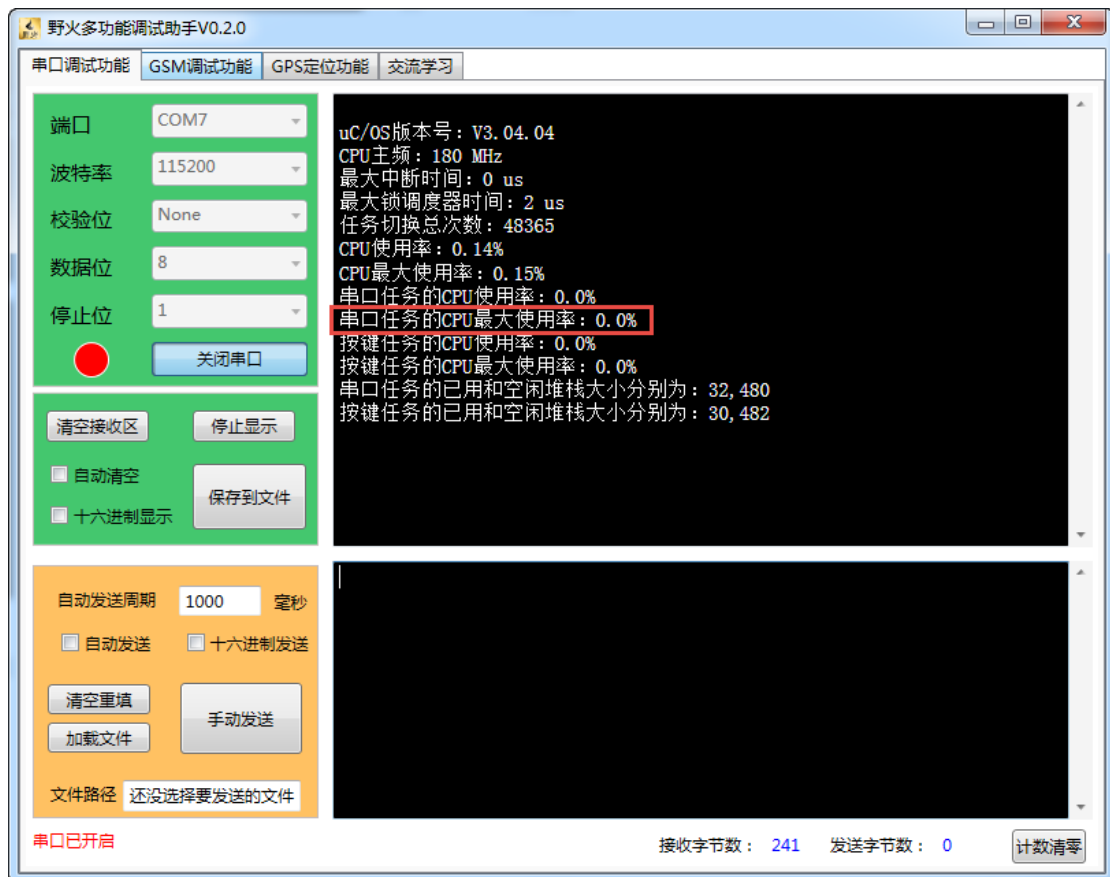 野火多功能调试助手V0.2.0
串口调试功能 GSM调试功能 GPS定位功能 交流学习
端口 COM7
波特率 115200
校验位 None
数据位 8
停止位 1
关闭串口
清空接收区 停止显示
自动清空
保存到文件
十六进制显示
uC/OS版本号：V3.04.04
CPU主频：180 MHz
最大中断时间：0 us
最大锁调度器时间：2 us
任务切换总次数：48365
CPU使用率：0.14%
CPU最大使用率：0.15%
串口任务的CPU使用率：0.0%
串口任务的CPU最大使用率：0.0%
按键任务的CPU使用率：0.0%
按键任务的CPU最大使用率：0.0%
串口任务的已用和空闲堆栈大小分别为：32,480
按键任务的已用和空闲堆栈大小分别为：30,482
自动发送周期 1000 毫秒
自动发送 十六进制发送
清空重填
手动发送
加载文件
文件路径 还没选择要发送的文件
串口已开启
接收字节数： 241 发送字节数： 0 计数清零